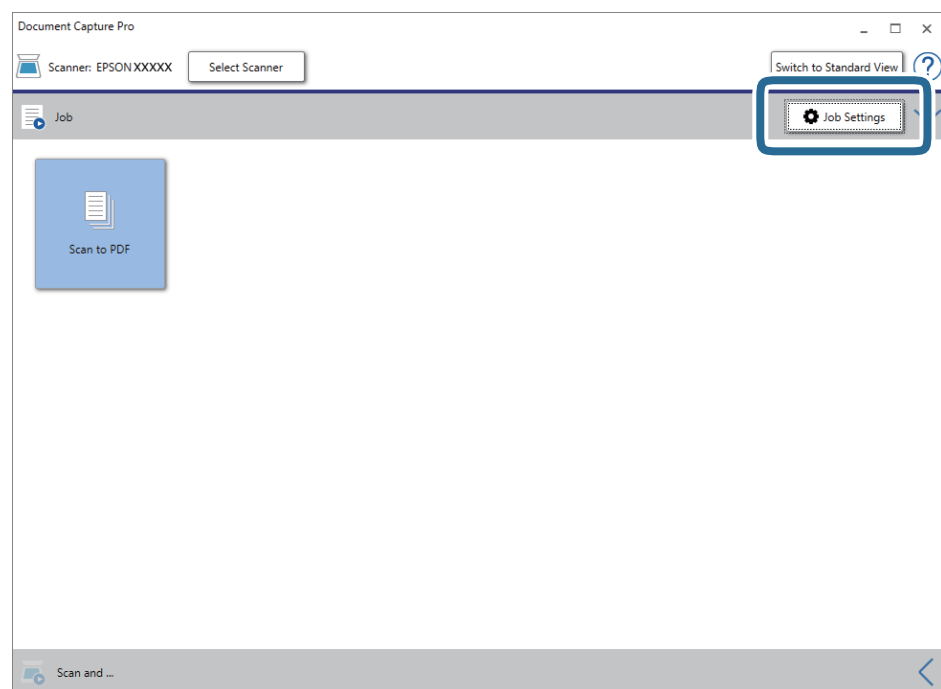 Document Capture Pro
Scanner: EPSON XXXXX Select Scanner Switch to Standard View ?
Job Job Settings
Scan to PDF
Scan and ...